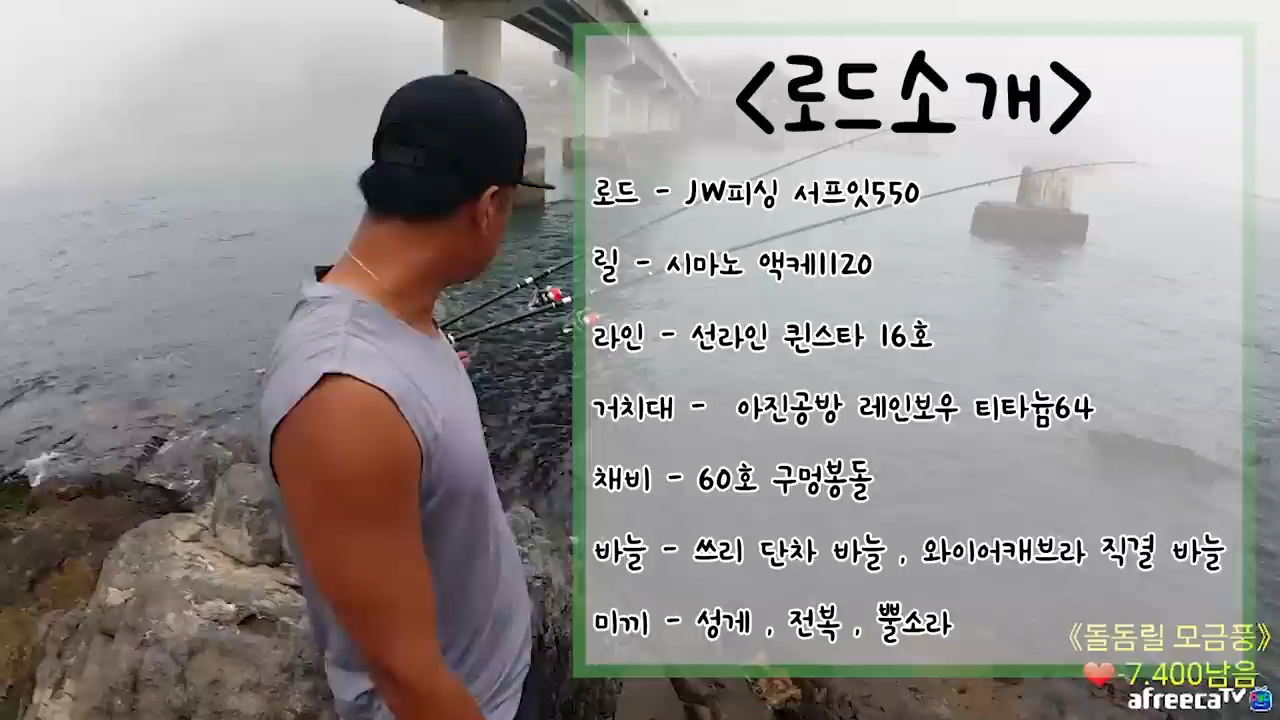 <로드소개>
로드 - JW피싱 서프잇550
릴 - 시마노 액케1120
라인 - 선라인 퀸스타 16호
거치대 - 아진공방 레인보우 티타늄64
채비 - 60호 구멍봉돌
바늘 - 쓰리 단차 바늘 , 와이어캐브라 직결 바늘
미끼 - 성게 , 전복 , 뿔소라
《돌돔릴 모금풍》
❤-7.400남음
afreecaTV